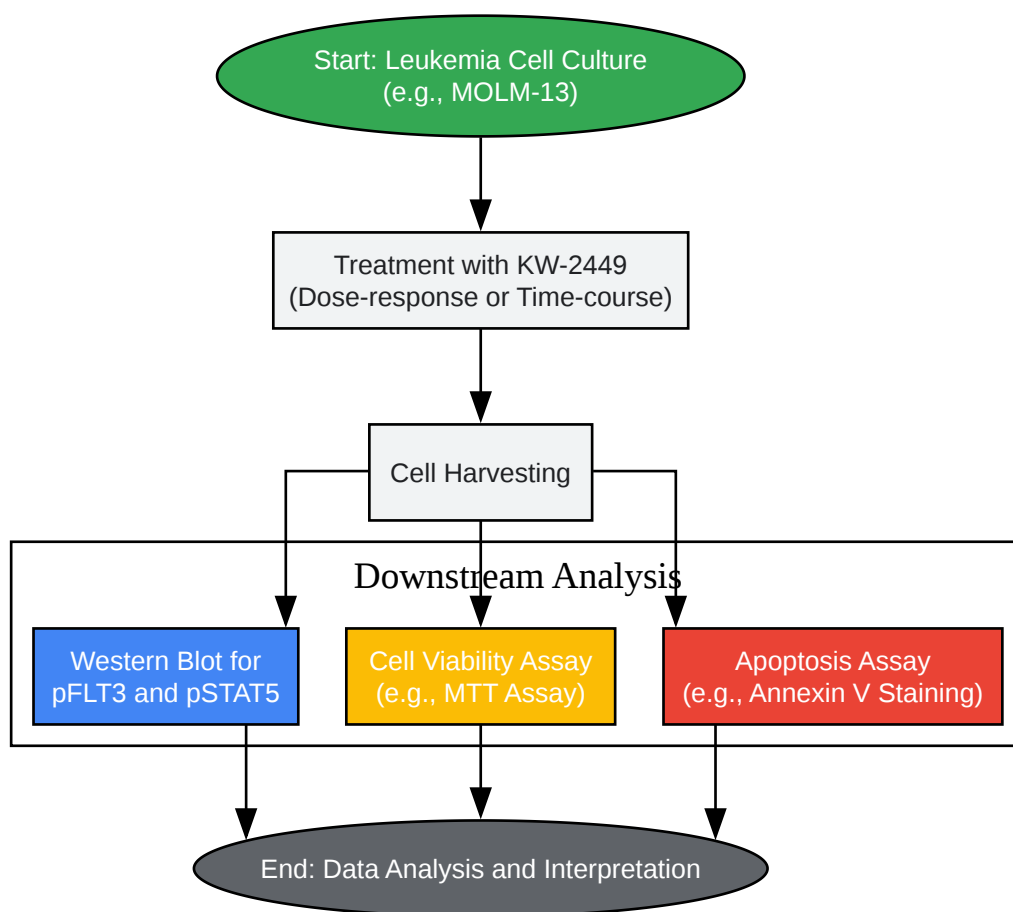 Start: Leukemia Cell Culture
(e.g., MOLM-13)
Treatment with KW-2449
(Dose-response or Time-course)
Cell Harvesting
Downstream Analysis
Western Blot for
pFLT3 and pSTAT5
Cell Viability Assay
(e.g., MTT Assay)
Apoptosis Assay
(e.g., Annexin V Staining)
End: Data Analysis and Interpretation